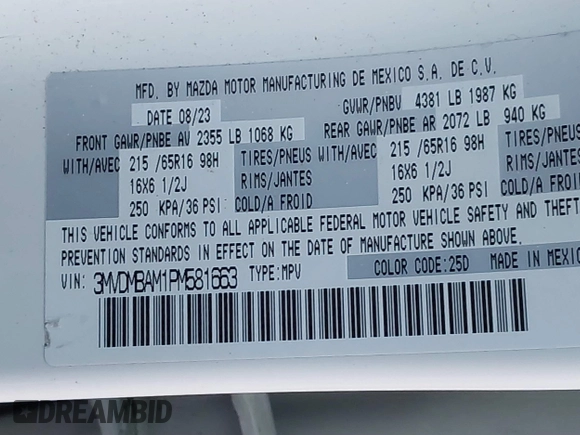 MFD. BY MAZDA MOTOR MANUFACTURING DE MEXICO S.A. DE C.V.
DATE 08/23 GVWR/PNBV 4381 LB 1987 KG
FRONT GAWR/PNBE AV 2355 LB 1068 KG REAR GAWR/PNBE AR 2072 LB 940 KG
WITH/AVEC 215 /65R16 98H TIRES/PNEUS WITH/AVEC 215 /65R16 98H TIRES/PNEUS
16X6 1/2J RIMS/JANTES 16X6 1/2J RIMS/JANTES
250 KPA/36 PSI COLD/A FROID 250 KPA/36 PSI COLD/A FROID
THIS VEHICLE CONFORMS TO ALL APPLICABLE FEDERAL MOTOR VEHICLE SAFETY AND THEFT
PREVENTION STANDARDS IN EFFECT ON THE DATE OF MANUFACTURE SHOWN ABOVE.
VIN: 3MVDMBAM1PM581663 TYPE:MPV COLOR CODE:25D MADE IN MEXICO
DREAMBID